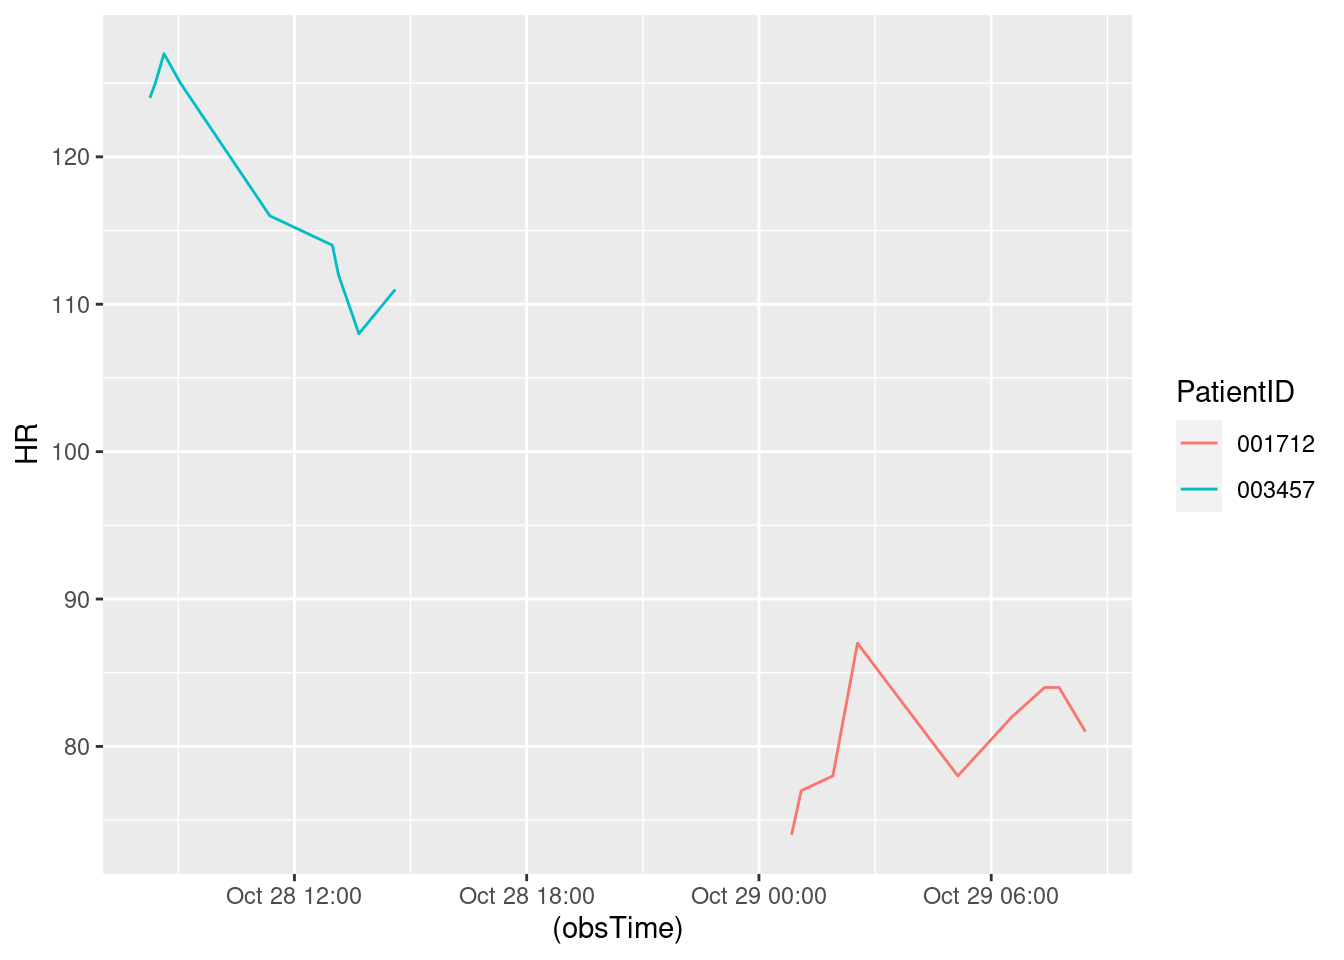 HR
120
110
100
90
80
Oct 28 12:00
Oct 28 18:00
Oct 29 00:00
Oct 29 06:00
(obsTime)
PatientID
001712
003457